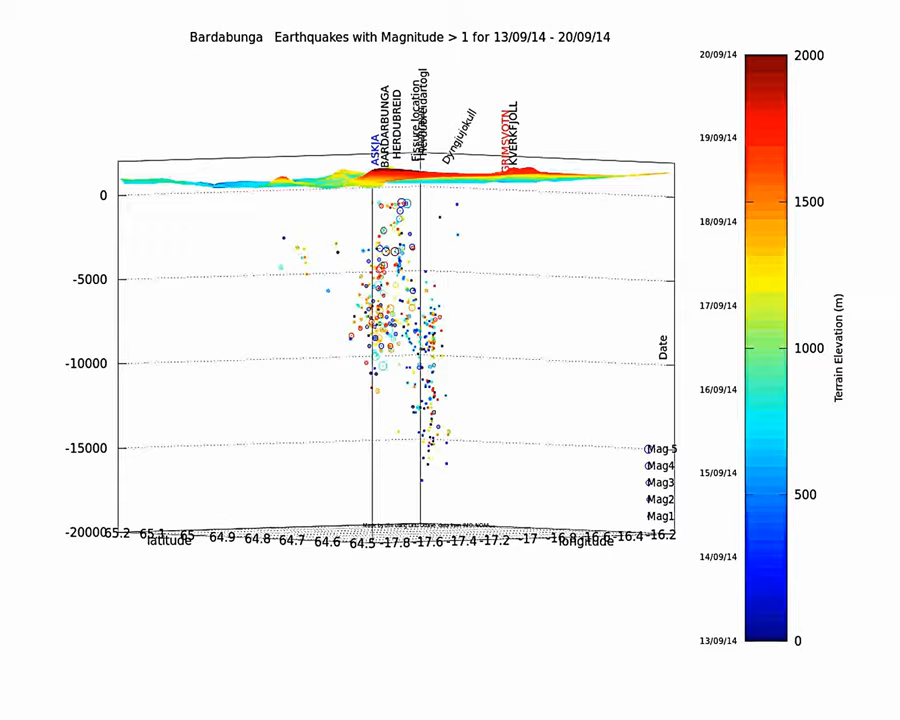 Bardabunga Earthquakes with Magnitude > 1 for 13/09/14 - 20/09/14
20/09/14
2000
ASKJA
BARDARBUNGA
HERDUBREID
Fissure location
Dyngjujokull
GRIMSVOTN
KVERKFJOLL
19/09/14
0
1500
18/09/14
-5000
17/09/14
Terrain Elevation (m)
Date
1000
-10000
16/09/14
-15000
Mag 5
Mag4
15/09/14
Mag3
500
Mag2
Mag1
-20000
65.2
65.1
65
64.9
64.8
64.7
64.6
64.5
-17.8
-17.6
-17.4
-17.2
-17
-16.8
-16.6
-16.4
-16.2
latitude
longitude
14/09/14
13/09/14
0